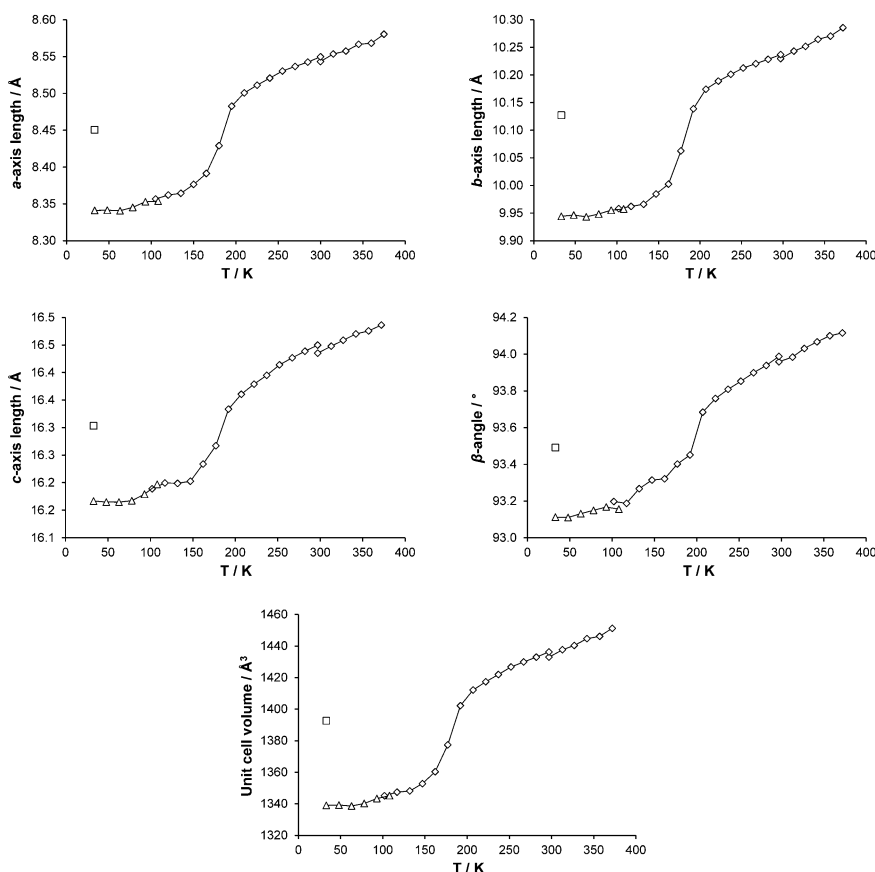 8.60
8.55
8.50
8.45
8.40
8.35
8.30
a-axis length / Å
0 50 100 150 200 250 300 350 400
T / K
10.30
10.25
10.20
10.15
10.10
10.05
10.00
9.95
9.90
b-axis length / Å
0 50 100 150 200 250 300 350 400
T / K
16.5
16.5
16.4
16.4
16.3
16.3
16.2
16.2
16.1
c-axis length / Å
0 50 100 150 200 250 300 350 400
T / K
94.2
94.0
93.8
93.6
93.4
93.2
93.0
β-angle / °
0 50 100 150 200 250 300 350 400
T / K
1460
1440
1420
1400
1380
1360
1340
1320
Unit cell volume / Å³
0 50 100 150 200 250 300 350 400
T / K